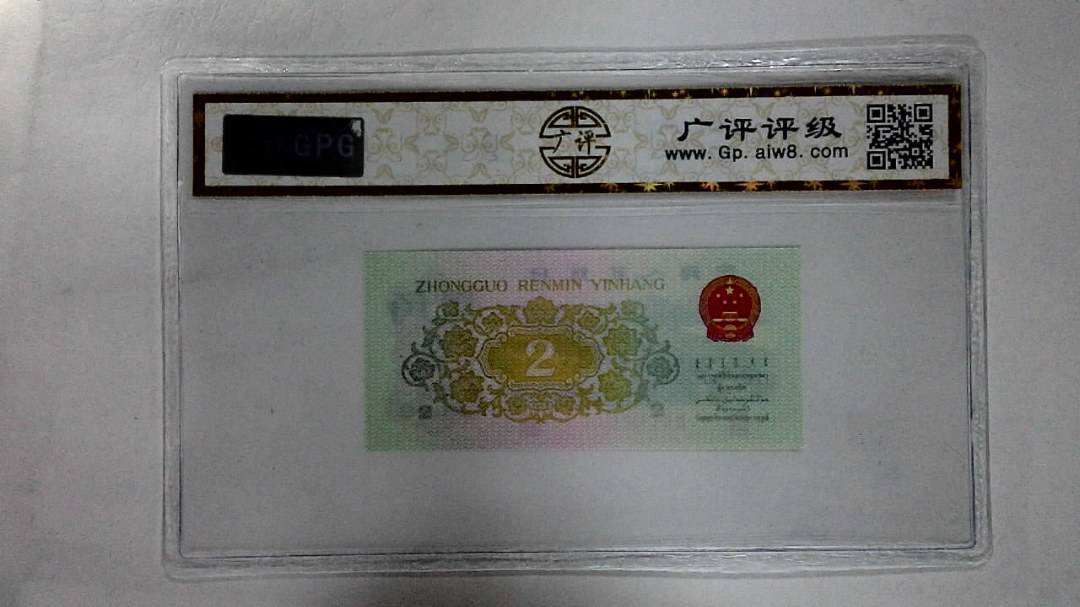 GPG
广评
广评评级
www. Gp. aiw8. com
ZHONGGUO RENMIN YINHANG
2
2 2